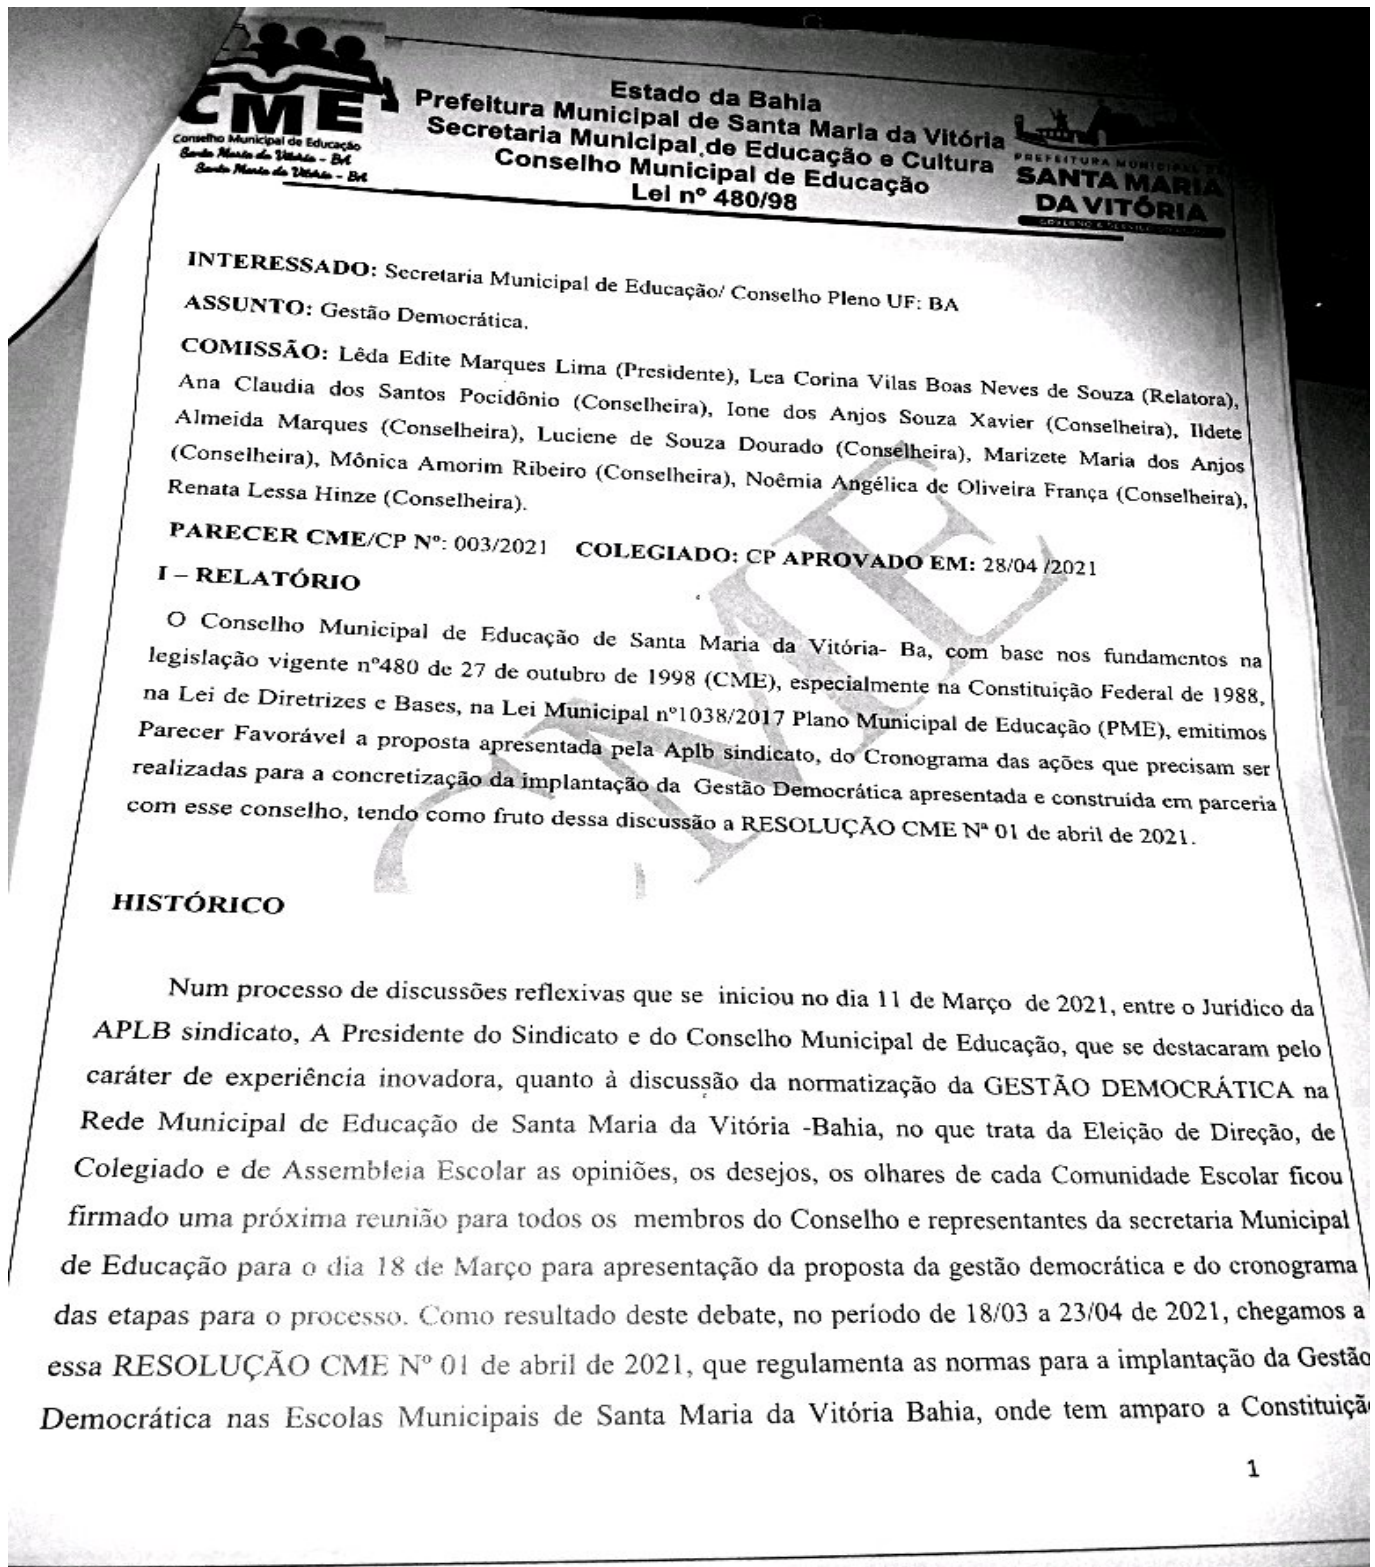 CME
Conselho Municipal de Educação
Santa Maria da Vitória - BA
Santa Maria da Vitória - BA
Estado da Bahia
Prefeitura Municipal de Santa Maria da Vitória
Secretaria Municipal de Educação e Cultura
Conselho Municipal de Educação
Lei nº 480/98
PREFEITURA MUNICIPAL DE
SANTA MARIA
DA VITÓRIA
INTERESSADO: Secretaria Municipal de Educação/ Conselho Pleno UF: BA
ASSUNTO: Gestão Democrática.
COMISSÃO: Lêda Edite Marques Lima (Presidente), Lea Corina Vilas Boas Neves de Souza (Relatora),
Ana Claudia dos Santos Pocidônio (Conselheira), Ione dos Anjos Souza Xavier (Conselheira), Ildete
Almeida Marques (Conselheira), Luciene de Souza Dourado (Conselheira), Marizete Maria dos Anjos
(Conselheira), Mônica Amorim Ribeiro (Conselheira), Noêmia Angélica de Oliveira França (Conselheira),
Renata Lessa Hinze (Conselheira).
PARECER CME/CP Nº: 003/2021 COLEGIADO: CP APROVADO EM: 28/04 /2021
I – RELATÓRIO
O Conselho Municipal de Educação de Santa Maria da Vitória- Ba, com base nos fundamentos na
legislação vigente nº480 de 27 de outubro de 1998 (CME), especialmente na Constituição Federal de 1988,
na Lei de Diretrizes e Bases, na Lei Municipal nº1038/2017 Plano Municipal de Educação (PME), emitimos
Parecer Favorável a proposta apresentada pela Aplb sindicato, do Cronograma das ações que precisam ser
realizadas para a concretização da implantação da Gestão Democrática apresentada e construída em parceria
com esse conselho, tendo como fruto dessa discussão a RESOLUÇÃO CME Nª 01 de abril de 2021.
CME
HISTÓRICO
Num processo de discussões reflexivas que se iniciou no dia 11 de Março de 2021, entre o Jurídico da
APLB sindicato, A Presidente do Sindicato e do Conselho Municipal de Educação, que se destacaram pelo
caráter de experiência inovadora, quanto à discussão da normatização da GESTÃO DEMOCRÁTICA na
Rede Municipal de Educação de Santa Maria da Vitória -Bahia, no que trata da Eleição de Direção, de
Colegiado e de Assembleia Escolar as opiniões, os desejos, os olhares de cada Comunidade Escolar ficou
firmado uma próxima reunião para todos os membros do Conselho e representantes da secretaria Municipal
de Educação para o dia 18 de Março para apresentação da proposta da gestão democrática e do cronograma
das etapas para o processo. Como resultado deste debate, no período de 18/03 a 23/04 de 2021, chegamos a
essa RESOLUÇÃO CME Nº 01 de abril de 2021, que regulamenta as normas para a implantação da Gestão
Democrática nas Escolas Municipais de Santa Maria da Vitória Bahia, onde tem amparo a Constituiçã
1